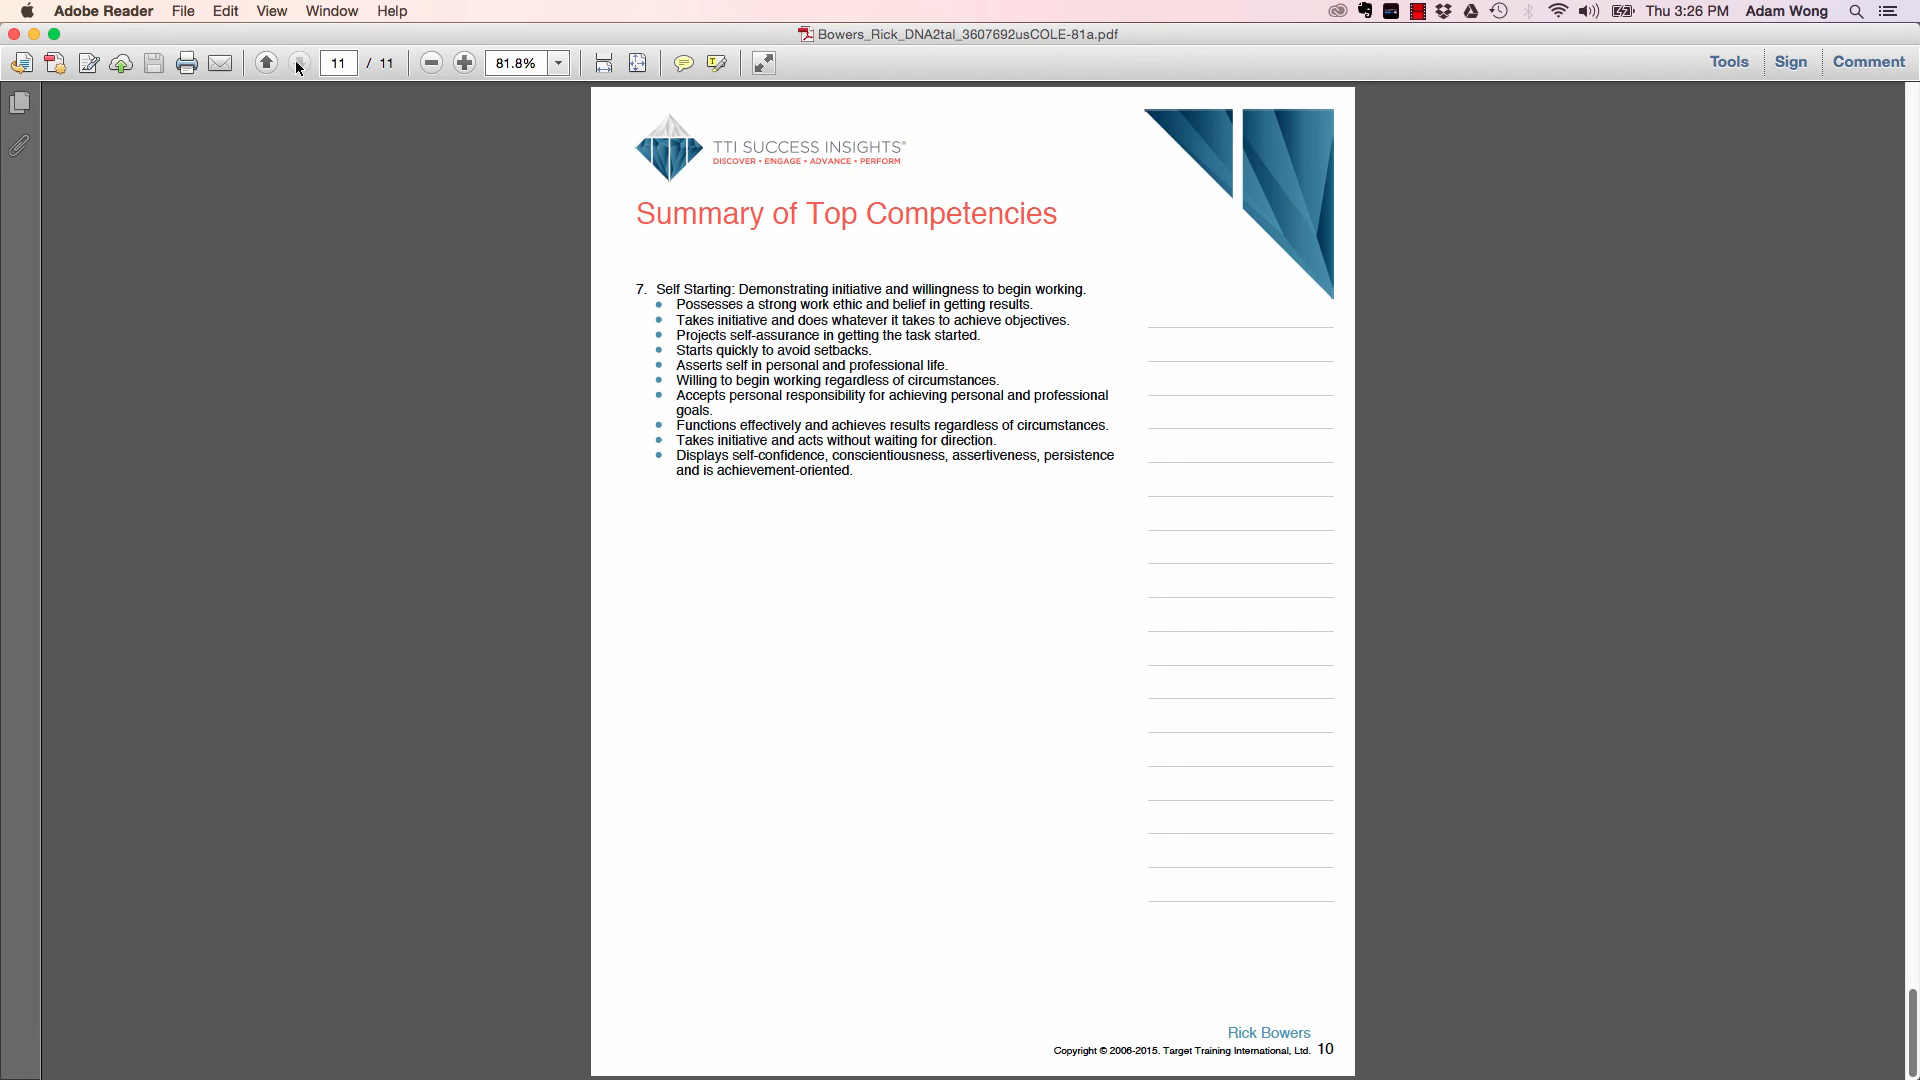 Adobe Reader File Edit View Window Help Thu 3:26 PM Adam Wong
Bowers_Rick_DNA2tal_3607692usCOLE-81a.pdf
11 / 11 81.8% Tools Sign Comment
TTI SUCCESS INSIGHTS®
DISCOVER • ENGAGE • ADVANCE • PERFORM
Summary of Top Competencies
7. Self Starting: Demonstrating initiative and willingness to begin working.
• Possesses a strong work ethic and belief in getting results.
• Takes initiative and does whatever it takes to achieve objectives.
• Projects self-assurance in getting the task started.
• Starts quickly to avoid setbacks.
• Asserts self in personal and professional life.
• Willing to begin working regardless of circumstances.
• Accepts personal responsibility for achieving personal and professional
goals.
• Functions effectively and achieves results regardless of circumstances.
• Takes initiative and acts without waiting for direction.
• Displays self-confidence, conscientiousness, assertiveness, persistence
and is achievement-oriented.
Rick Bowers
Copyright © 2006-2015. Target Training International, Ltd. 10